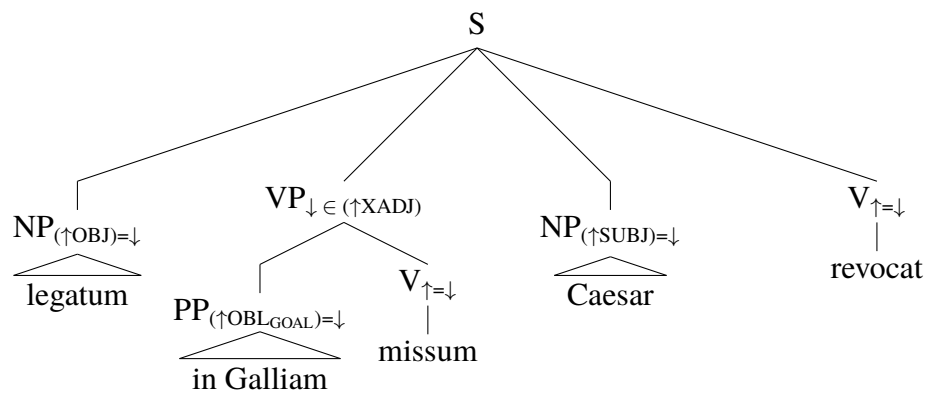 S
NP(↑OBJ)=↓ VP↓ ∈ (↑XADJ) NP(↑SUBJ)=↓ V↑=↓
legatum PP(↑OBLGOAL)=↓ V↑=↓ Caesar revocat
in Galliam missum